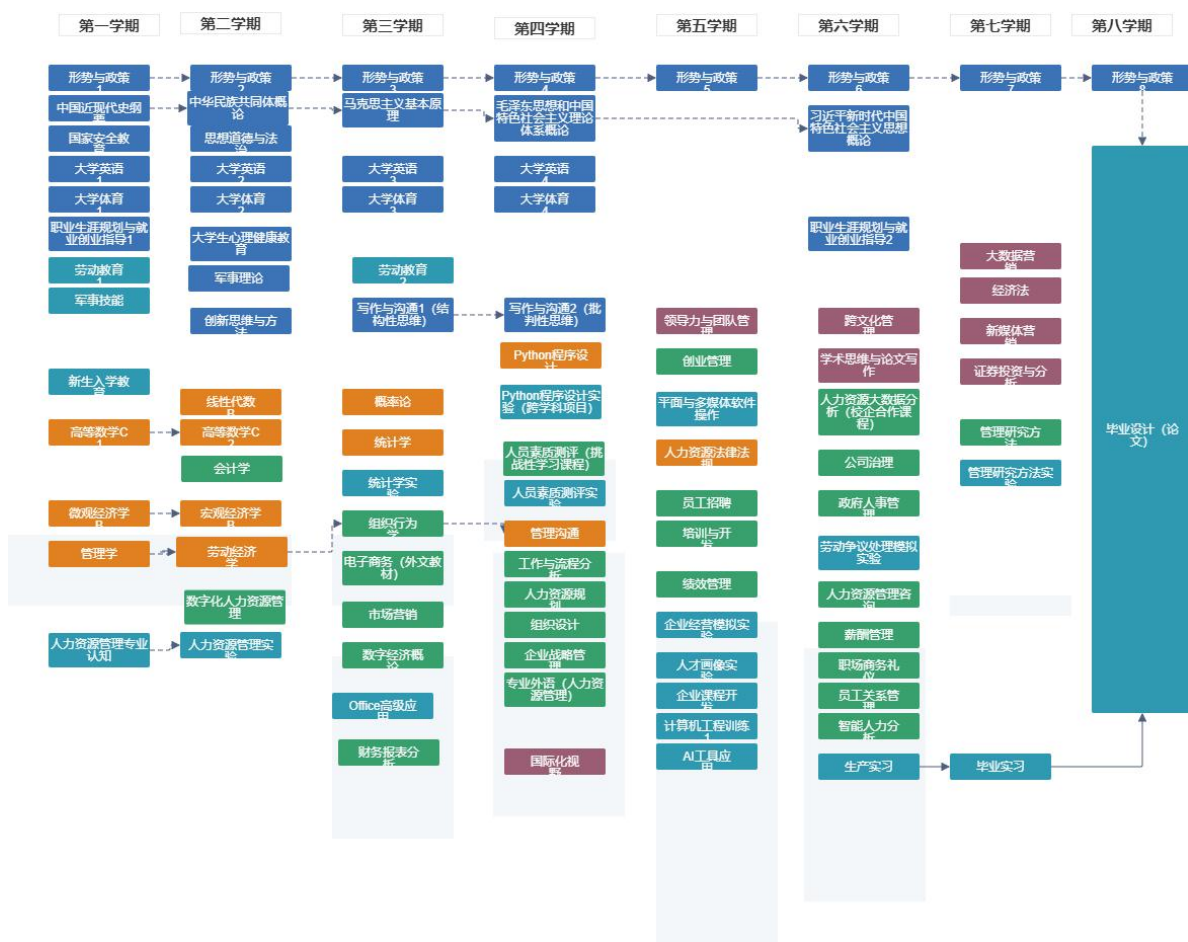 第一学期
第二学期
第三学期
第四学期
第五学期
第六学期
第七学期
第八学期
形势与政策
1
形势与政策
2
形势与政策
3
形势与政策
4
形势与政策
5
形势与政策
6
形势与政策
7
形势与政策
8
中国近现代史纲
要
中华民族共同体概
论
马克思主义基本原
理
毛泽东思想和中国
特色社会主义理论
体系概论
习近平新时代中国
特色社会主义思想
概论
国家安全教
育
思想道德与法
治
大学英语
1
大学英语
2
大学英语
3
大学英语
4
大学体育
1
大学体育
2
大学体育
3
大学体育
4
职业生涯规划与就
业创业指导1
大学生心理健康教
育
职业生涯规划与就
业创业指导2
劳动教育
1
军事理论
劳动教育
2
大数据营
销
军事技能
创新思维与方
法
写作与沟通1（结
构性思维）
写作与沟通2（批
判性思维）
领导力与团队管
理
跨文化管
理
经济法
新媒体营
销
Python程序设
计
创业管理
学术思维与论文写
作
证券投资与分
析
新生入学教
育
线性代数
B
概率论
Python程序设计实
验（跨学科项目）
平面与多媒体软件
操作
人力资源大数据分
析（校企合作课
程）
高等数学C
1
高等数学C
2
统计学
人员素质测评（挑
战性学习课程）
人力资源法律法
规
公司治理
管理研究方
法
毕业设计（论
文）
会计学
统计学实
验
人员素质测评实
验
员工招聘
政府人事管
理
管理研究方法实
验
微观经济学
B
宏观经济学
B
组织行为
学
管理沟通
培训与开
发
劳动争议处理模拟
实验
管理学
劳动经济
学
电子商务（外文教
材）
工作与流程分
析
绩效管理
人力资源管理咨
询
数字化人力资源管
理
市场营销
人力资源规
划
企业经营模拟实
验
薪酬管理
人力资源管理专业
认知
人力资源管理实
验
数字经济概
论
组织设计
人才画像实
验
职场商务礼
仪
Office高级应
用
企业战略管
理
企业课程开
发
员工关系管
理
财务报表分
析
专业外语（人力资
源管理）
计算机工程训练
1
智能人力分
析
国际化视
野
AI工具应
用
生产实习
毕业实习